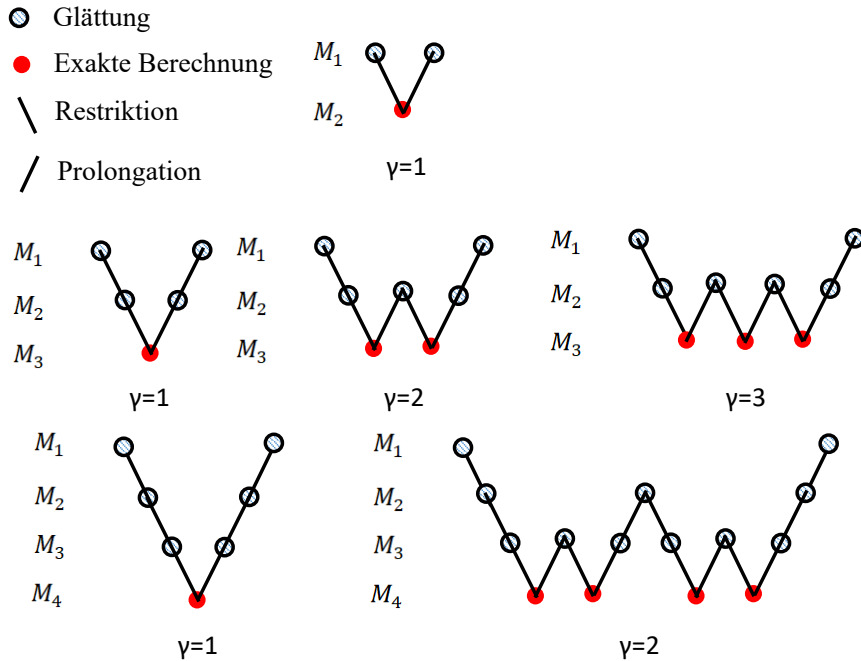 Glättung
Exakte Berechnung
Restriktion
Prolongation
M₁
M₂
γ=1
M₁
M₂
M₃
γ=1
M₁
M₂
M₃
γ=2
M₁
M₂
M₃
γ=3
M₁
M₂
M₃
M₄
γ=1
M₁
M₂
M₃
M₄
γ=2